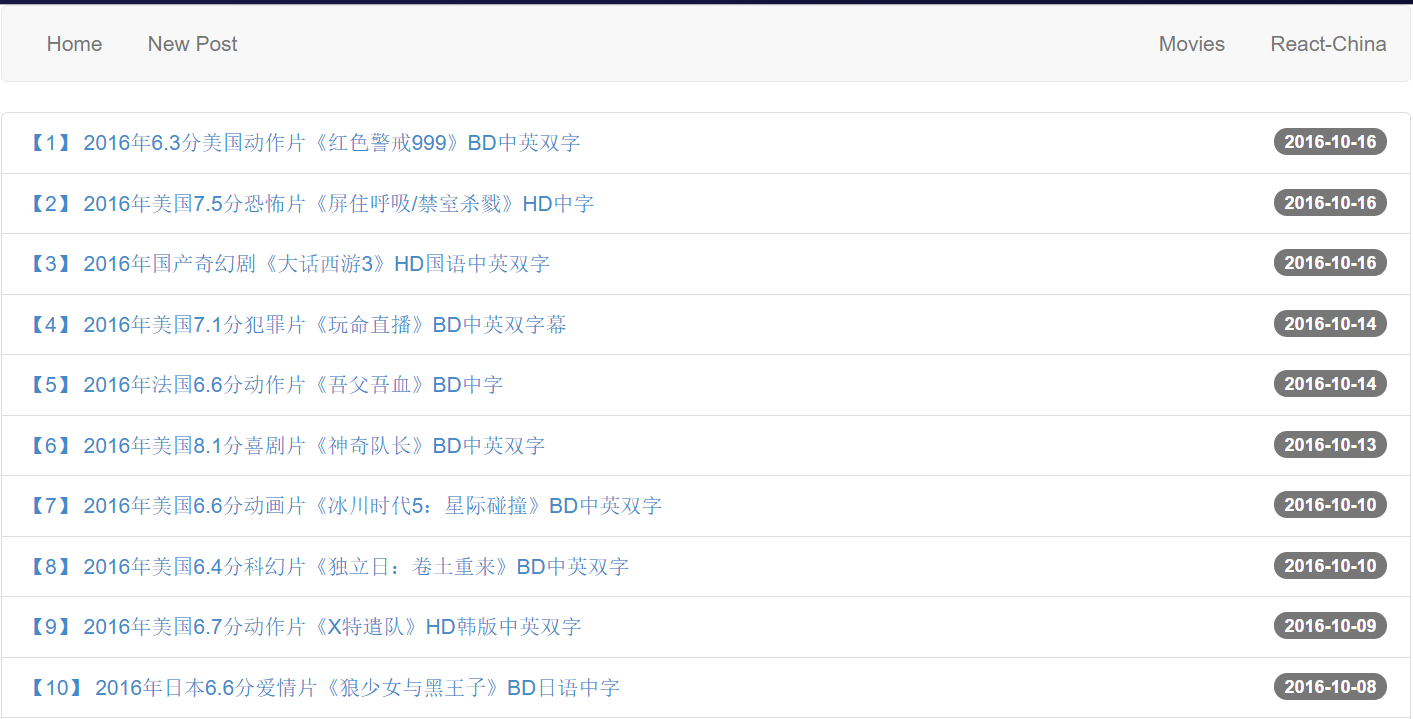 Home New Post Movies React-China
【1】 2016年6.3分美国动作片《红色警戒999》BD中英双字 2016-10-16
【2】 2016年美国7.5分恐怖片《屏住呼吸/禁室杀戮》HD中字 2016-10-16
【3】 2016年国产奇幻剧《大话西游3》HD国语中英双字 2016-10-16
【4】 2016年美国7.1分犯罪片《玩命直播》BD中英双字幕 2016-10-14
【5】 2016年法国6.6分动作片《吾父吾血》BD中字 2016-10-14
【6】 2016年美国8.1分喜剧片《神奇队长》BD中英双字 2016-10-13
【7】 2016年美国6.6分动画片《冰川时代5：星际碰撞》BD中英双字 2016-10-10
【8】 2016年美国6.4分科幻片《独立日：卷土重来》BD中英双字 2016-10-10
【9】 2016年美国6.7分动作片《X特遣队》HD韩版中英双字 2016-10-09
【10】 2016年日本6.6分爱情片《狼少女与黑王子》BD日语中字 2016-10-08